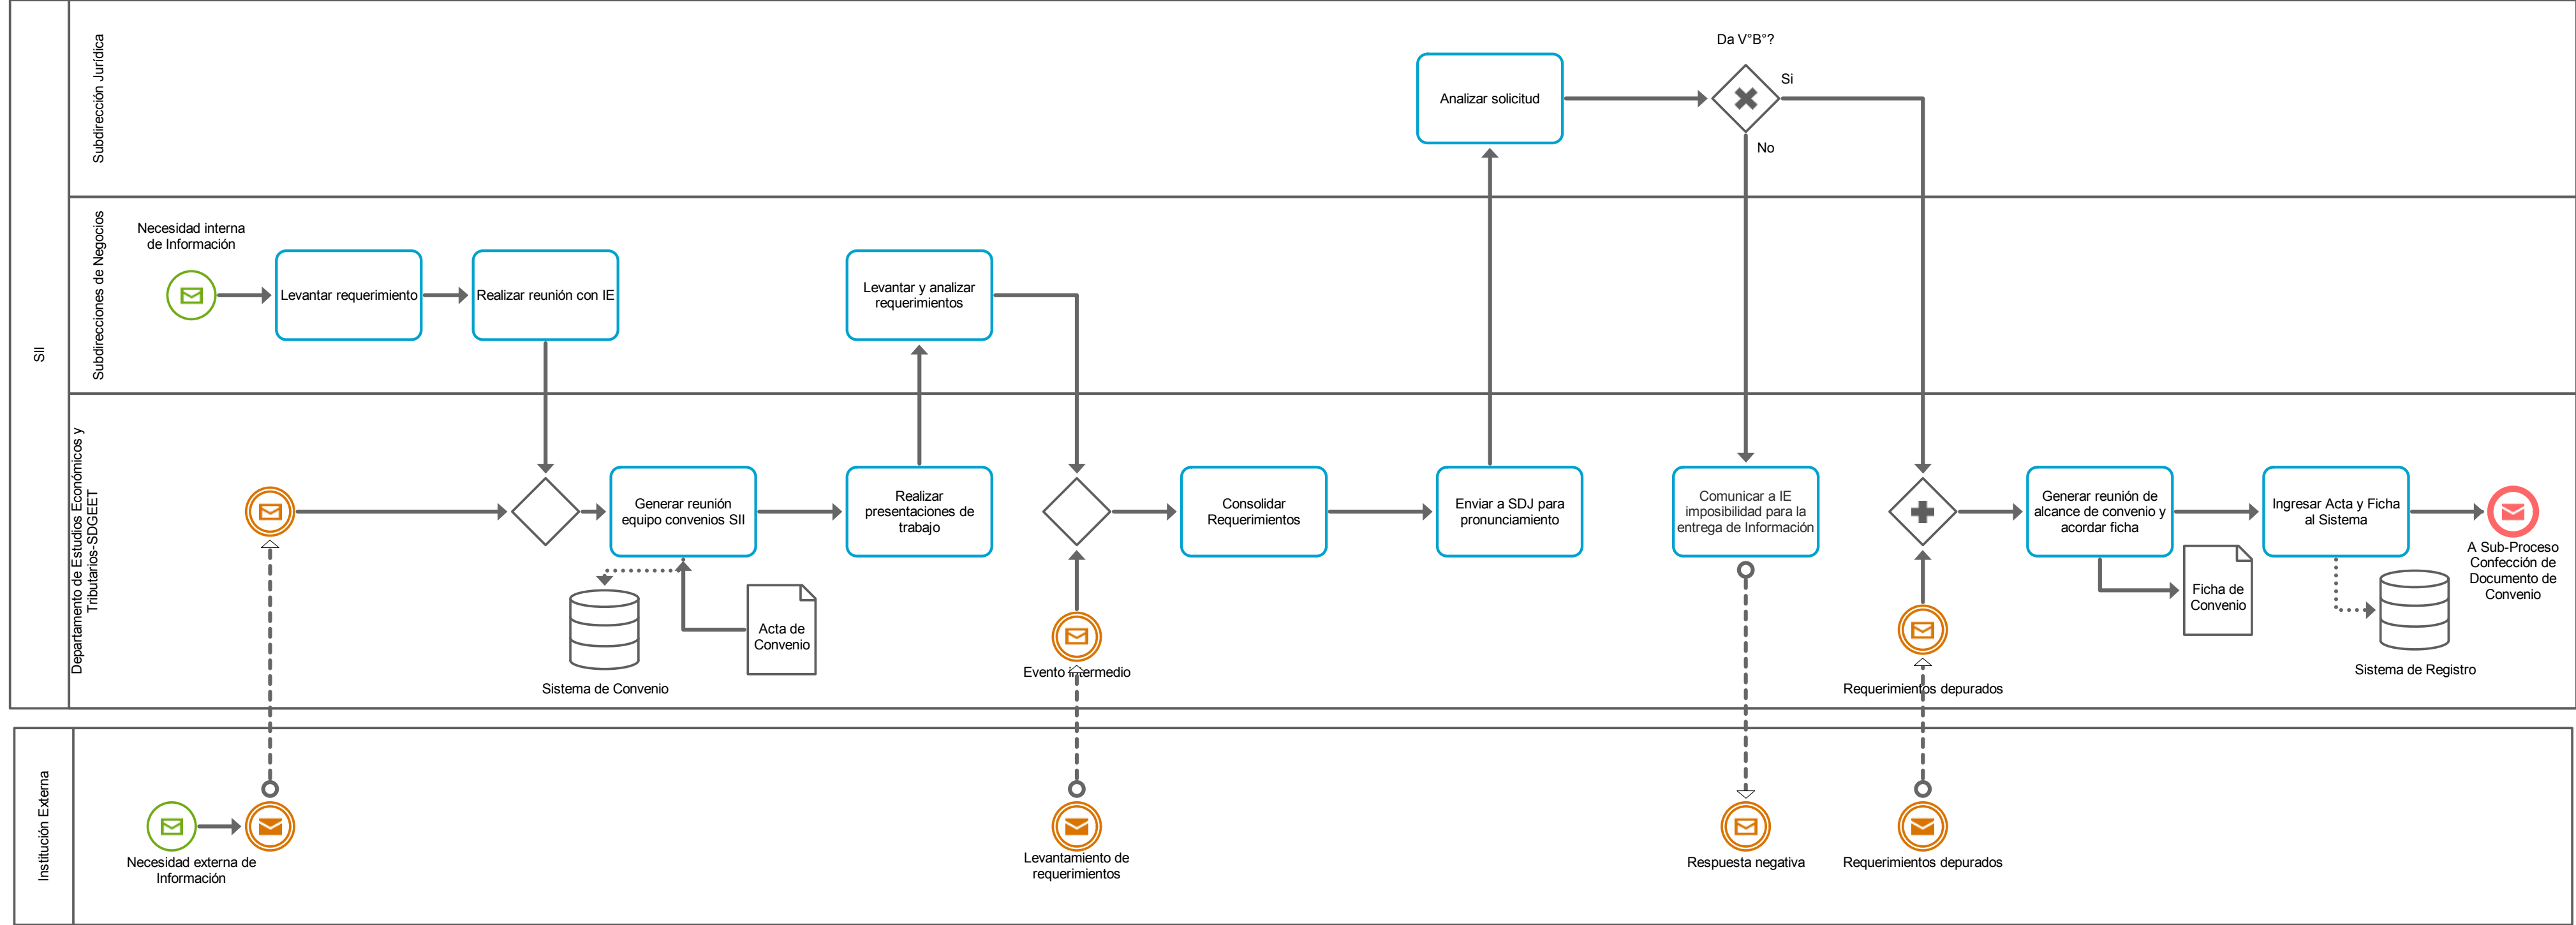 SII
Subdirección Jurídica
Da V°B°?
Si
Analizar solicitud
No
Subdirecciones de Negocios
Necesidad interna
de Información
Levantar requerimiento
Realizar reunión con IE
Levantar y analizar
requerimientos
Departamento de Estudios Económicos y
Tributarios-SDGEET
Generar reunión
equipo convenios SII
Realizar
presentaciones de
trabajo
Consolidar
Requerimientos
Enviar a SDJ para
pronunciamiento
Comunicar a IE
imposibilidad para la
entrega de Información
Generar reunión de
alcance de convenio y
acordar ficha
Ingresar Acta y Ficha
al Sistema
A Sub-Proceso
Confección de
Documento de
Convenio
Acta de
Convenio
Ficha de
Convenio
Sistema de Convenio
Evento intermedio
Requerimientos depurados
Sistema de Registro
Institución Externa
Necesidad externa de
Información
Levantamiento de
requerimientos
Respuesta negativa
Requerimientos depurados